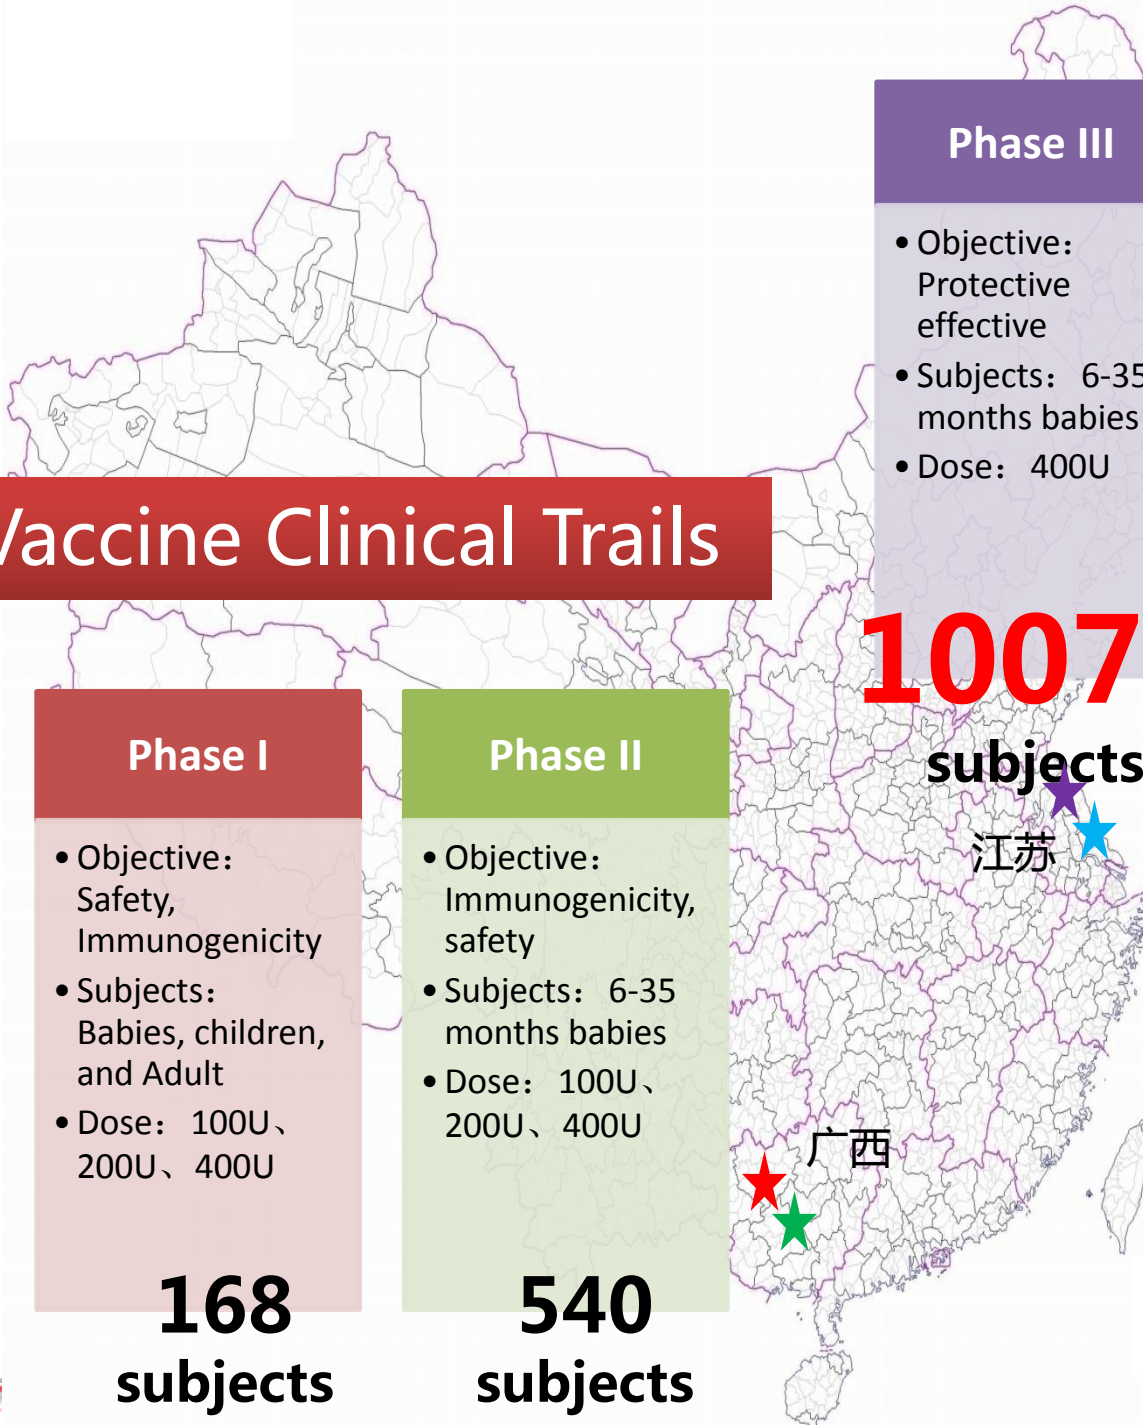 Phase III
• Objective：
Protective
effective
• Subjects： 6-35
months babies
• Dose： 400U
Vaccine Clinical Trails
1007
subjects
江苏
Phase I
• Objective：
Safety,
Immunogenicity
• Subjects：
Babies, children,
and Adult
• Dose： 100U、
200U、400U
168
subjects
Phase II
• Objective：
Immunogenicity,
safety
• Subjects： 6-35
months babies
• Dose： 100U、
200U、400U
540
subjects
广西